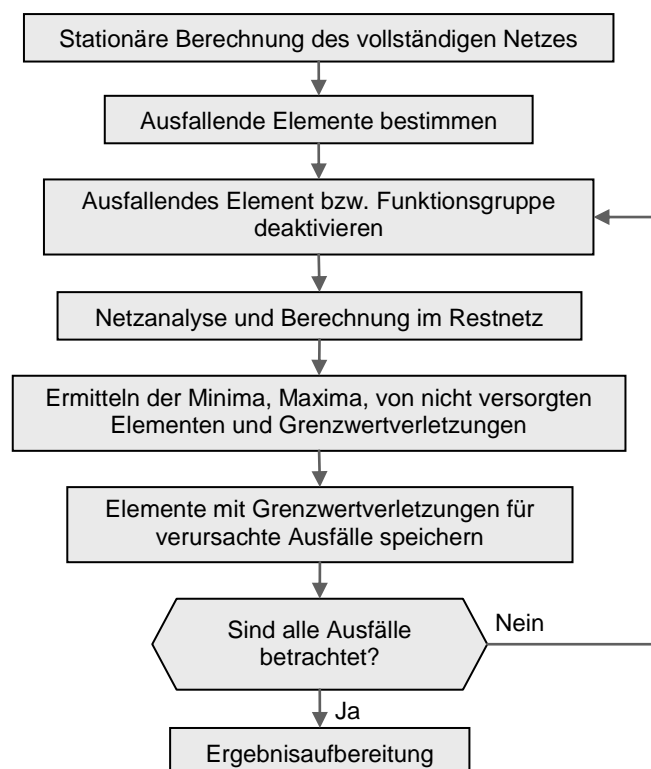 Stationäre Berechnung des vollständigen Netzes
Ausfallende Elemente bestimmen
Ausfallendes Element bzw. Funktionsgruppe
deaktivieren
Netzanalyse und Berechnung im Restnetz
Ermitteln der Minima, Maxima, von nicht versorgten
Elementen und Grenzwertverletzungen
Elemente mit Grenzwertverletzungen für
verursachte Ausfälle speichern
Sind alle Ausfälle
betrachtet?
Nein
Ja
Ergebnisaufbereitung